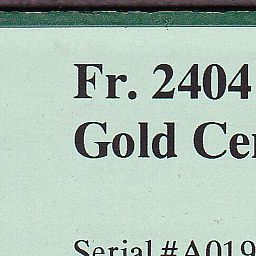 Fr. 2404
Gold Cer
Serial #A019